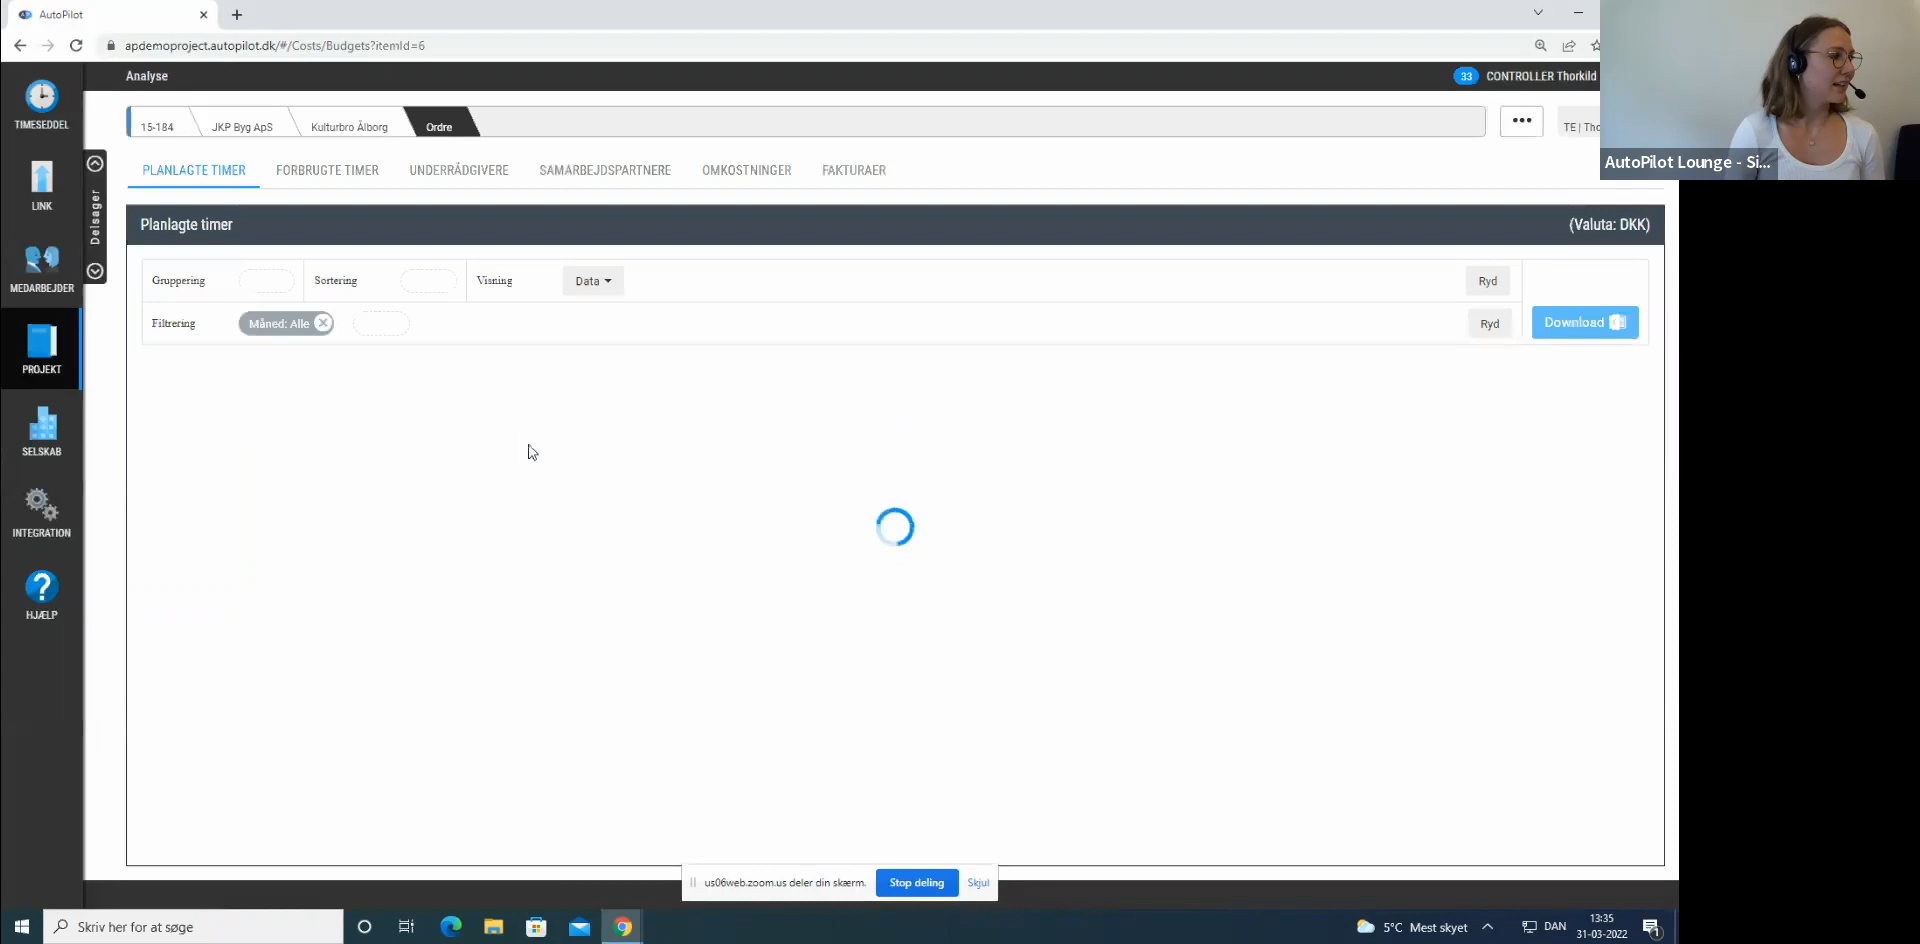 AutoPilot
apdemoproject.autopilot.dk/#/Costs/Budgets?itemId=6
Analyse
33 CONTROLLER Thorkild
15-184 JKP Byg ApS Kulturbro Ålborg Ordre
TE | Tho
AutoPilot Lounge - Si...
TIMESEDDEL
LINK
MEDARBEJDER
PROJEKT
SELSKAB
INTEGRATION
HJÆLP
Delsager
PLANLAGTE TIMER FORBRUGTE TIMER UNDERRÅDGIVERE SAMARBEJDSPARTNERE OMKOSTNINGER FAKTURAER
Planlagte timer (Valuta: DKK)
Gruppering Sortering Visning Data Ryd
Filtrering Måned: Alle Ryd Download
us06web.zoom.us deler din skærm. Stop deling Skjul
Skriv her for at søge
5°C Mest skyet DAN
13:35
31-03-2022
1